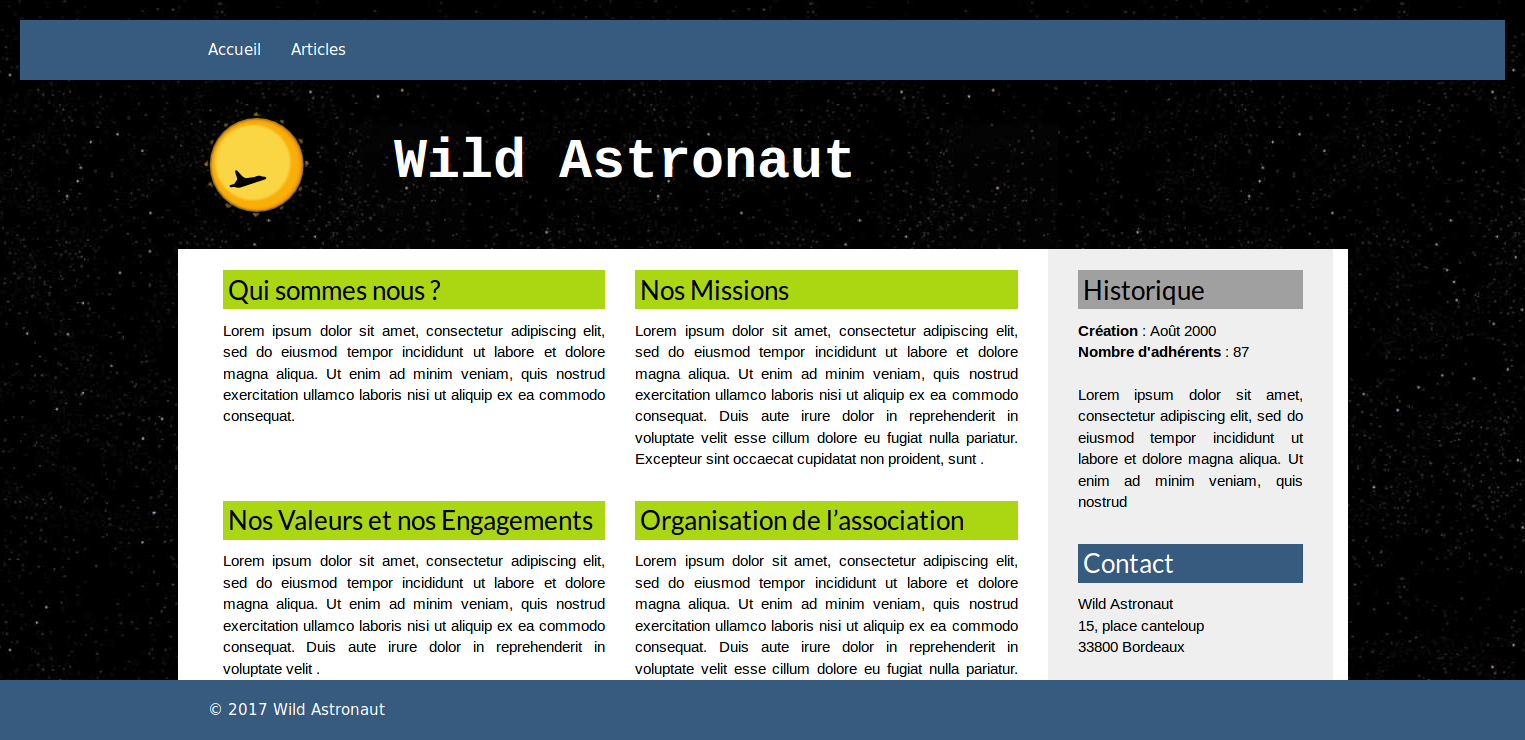 Accueil Articles
Wild Astronaut
Qui sommes nous ?
Lorem ipsum dolor sit amet, consectetur adipiscing elit,
sed do eiusmod tempor incididunt ut labore et dolore
magna aliqua. Ut enim ad minim veniam, quis nostrud
exercitation ullamco laboris nisi ut aliquip ex ea commodo
consequat.
Nos Missions
Lorem ipsum dolor sit amet, consectetur adipiscing elit,
sed do eiusmod tempor incididunt ut labore et dolore
magna aliqua. Ut enim ad minim veniam, quis nostrud
exercitation ullamco laboris nisi ut aliquip ex ea commodo
consequat. Duis aute irure dolor in reprehenderit in
voluptate velit esse cillum dolore eu fugiat nulla pariatur.
Excepteur sint occaecat cupidatat non proident, sunt .
Nos Valeurs et nos Engagements
Lorem ipsum dolor sit amet, consectetur adipiscing elit,
sed do eiusmod tempor incididunt ut labore et dolore
magna aliqua. Ut enim ad minim veniam, quis nostrud
exercitation ullamco laboris nisi ut aliquip ex ea commodo
consequat. Duis aute irure dolor in reprehenderit in
voluptate velit .
Organisation de l’association
Lorem ipsum dolor sit amet, consectetur adipiscing elit,
sed do eiusmod tempor incididunt ut labore et dolore
magna aliqua. Ut enim ad minim veniam, quis nostrud
exercitation ullamco laboris nisi ut aliquip ex ea commodo
consequat. Duis aute irure dolor in reprehenderit in
voluptate velit esse cillum dolore eu fugiat nulla pariatur.
Historique
Création : Août 2000
Nombre d'adhérents : 87
Lorem ipsum dolor sit amet,
consectetur adipiscing elit, sed do
eiusmod tempor incididunt ut
labore et dolore magna aliqua. Ut
enim ad minim veniam, quis
nostrud
Contact
Wild Astronaut
15, place canteloup
33800 Bordeaux
© 2017 Wild Astronaut